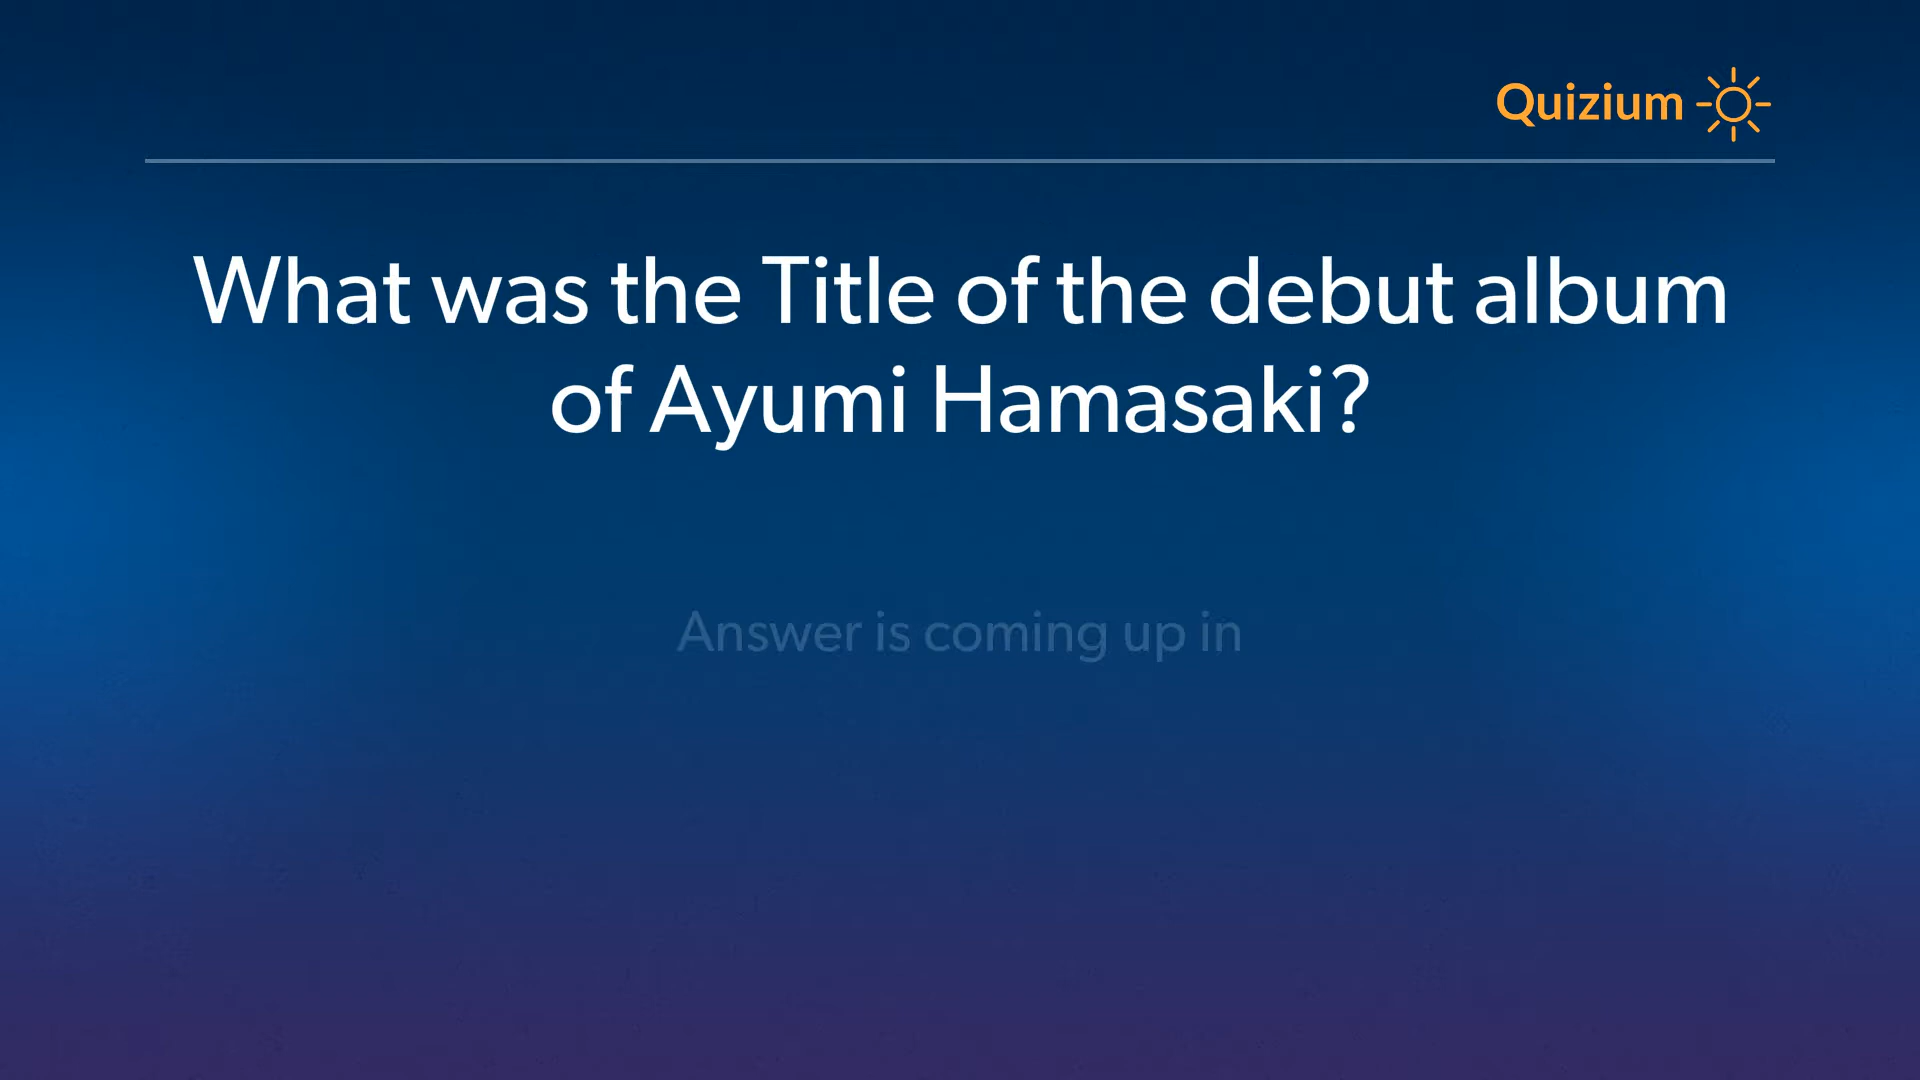 Quizium
What was the Title of the debut album
of Ayumi Hamasaki?
Answer is coming up in